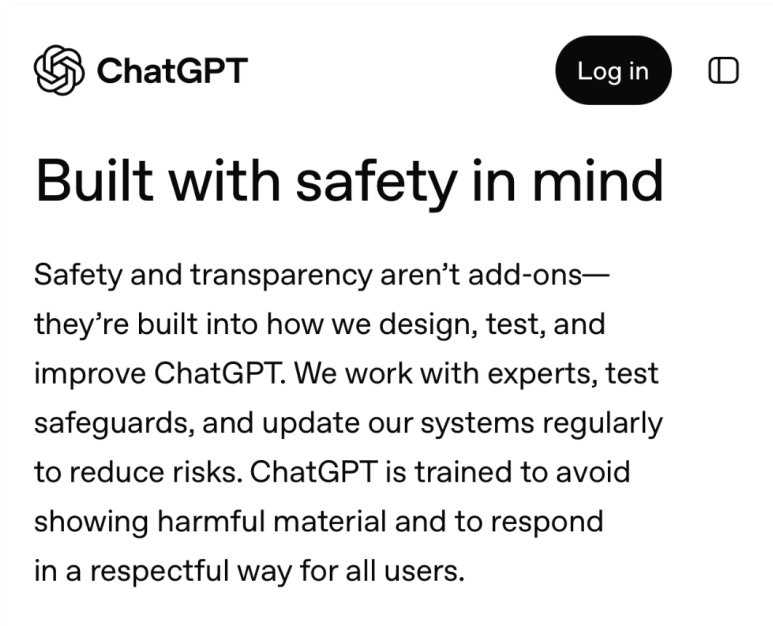 ChatGPT
Log in
Built with safety in mind
Safety and transparency aren’t add-ons—
they’re built into how we design, test, and
improve ChatGPT. We work with experts, test
safeguards, and update our systems regularly
to reduce risks. ChatGPT is trained to avoid
showing harmful material and to respond
in a respectful way for all users.